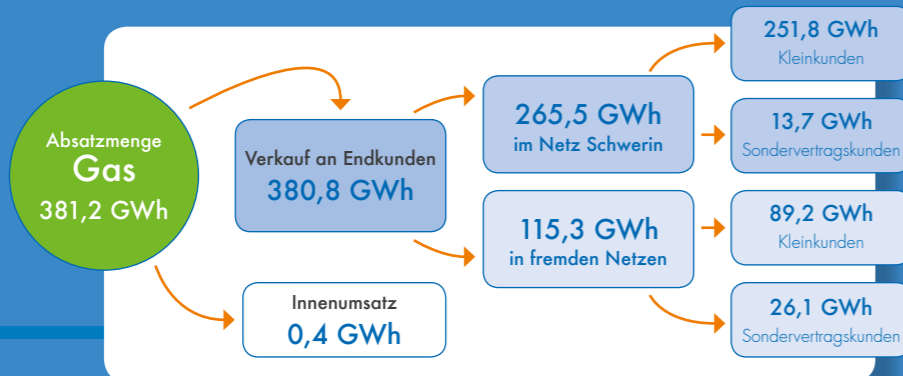 Absatzmenge
Gas
381,2 GWh
Verkauf an Endkunden
380,8 GWh
Innenumsatz
0,4 GWh
265,5 GWh
im Netz Schwerin
115,3 GWh
in fremden Netzen
251,8 GWh
Kleinkunden
13,7 GWh
Sondervertragskunden
89,2 GWh
Kleinkunden
26,1 GWh
Sondervertragskunden